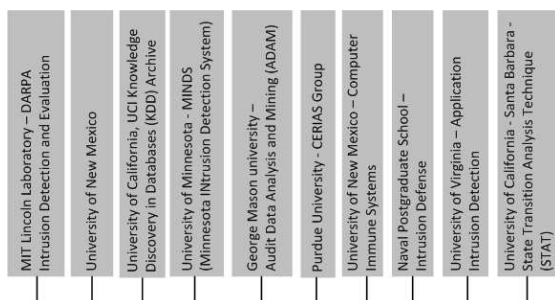 MIT Lincoln Laboratory – DARPA
Intrusion Detection and Evaluation
University of New Mexico
University of California, UCI Knowledge
Discovery in Databases (KDD) Archive
University of Minnesota - MINDS
(Minnesota INtrusion Detection System)
George Mason university –
Audit Data Analysis and Mining (ADAM)
Purdue University - CERIAS Group
University of New Mexico – Computer
Immune Systems
Naval Postgraduate School –
Intrusion Defense
University of Virginia – Application
Intrusion Detection
University of California - Santa Barbara -
State Transition Analysis Technique
(STAT)